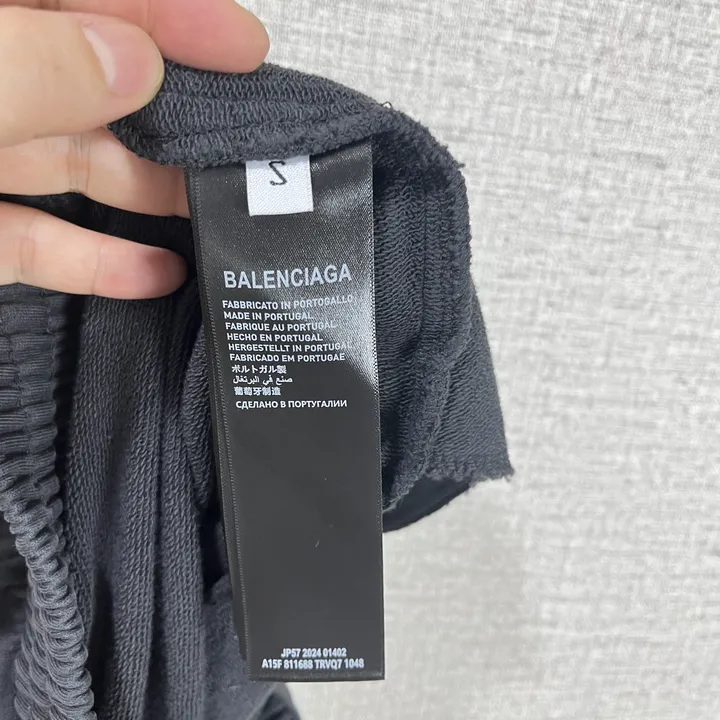 S
BALENCIAGA
FABBRICATO IN PORTOGALLO
MADE IN PORTUGAL
FABRIQUE AU PORTUGAL
HECHO EN PORTUGAL
HERGESTELLT IN PORTUGAL
FABRICADO EM PORTUGAE
ポルトガル製
صنع في البرتغال
葡萄牙制造
СДЕЛАНО В ПОРТУГАЛИИ
JP57 2024 01402
A15F 811688 TRVQ7 1048